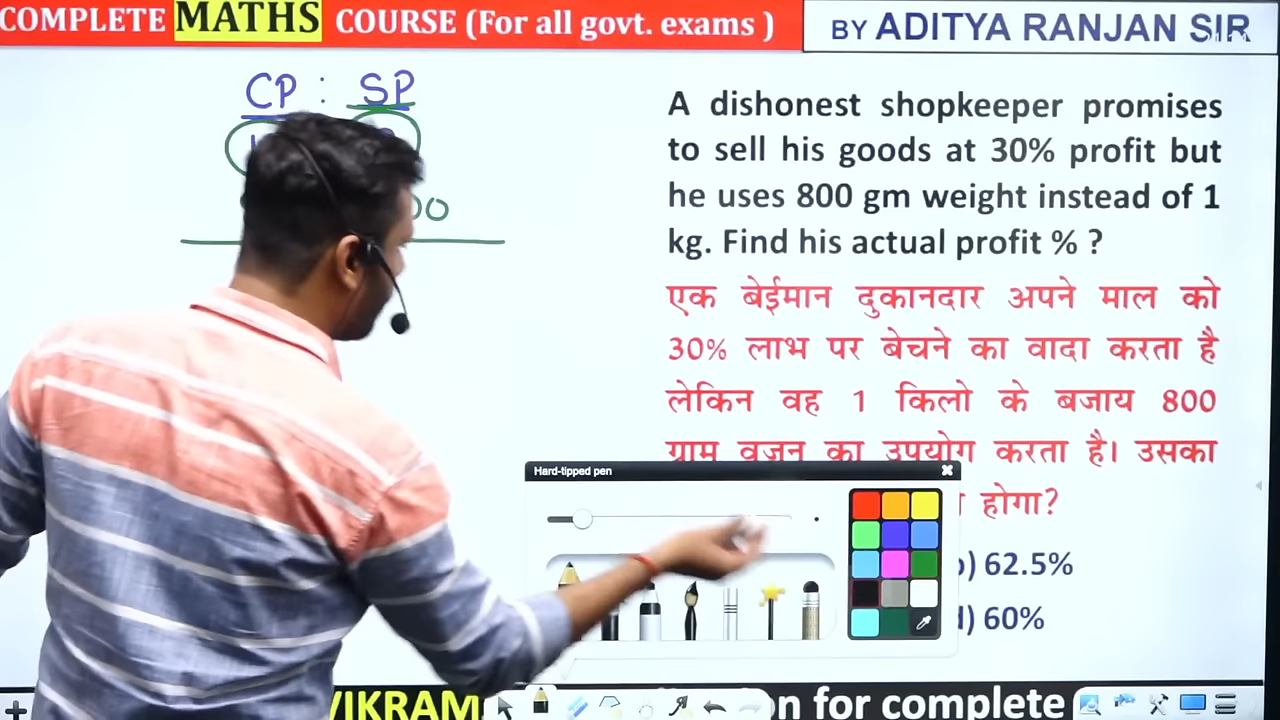 COMPLETE MATHS COURSE (For all govt. exams )
BY ADITYA RANJAN SIR
CP : SP
00
A dishonest shopkeeper promises
to sell his goods at 30% profit but
he uses 800 gm weight instead of 1
kg. Find his actual profit % ?
एक बेईमान दुकानदार अपने माल को
30% लाभ पर बेचने का वादा करता है
लेकिन वह 1 किलो के बजाय 800
ग्राम वजन का उपयोग करता है। उसका
होगा?
Hard-tipped pen
) 62.5%
) 60%
VIKRAM
n for complete